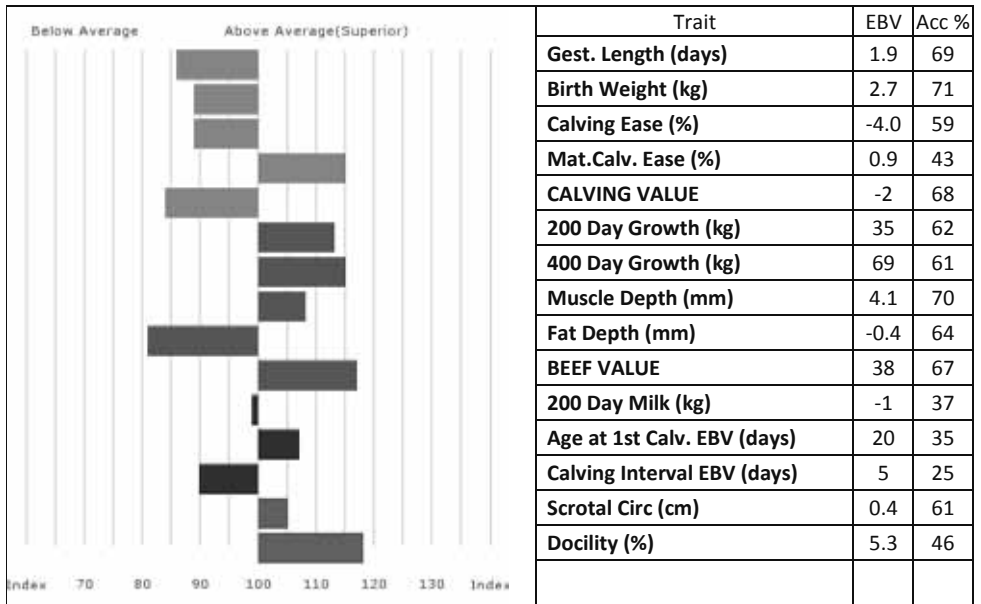 Below Average Above Average(Superior)
Trait EBV Acc %
Gest. Length (days) 1.9 69
Birth Weight (kg) 2.7 71
Calving Ease (%) -4.0 59
Mat.Calv. Ease (%) 0.9 43
CALVING VALUE -2 68
200 Day Growth (kg) 35 62
400 Day Growth (kg) 69 61
Muscle Depth (mm) 4.1 70
Fat Depth (mm) -0.4 64
BEEF VALUE 38 67
200 Day Milk (kg) -1 37
Age at 1st Calv. EBV (days) 20 35
Calving Interval EBV (days) 5 25
Scrotal Circ (cm) 0.4 61
Docility (%) 5.3 46
Index 70 80 90 100 110 120 130 Index